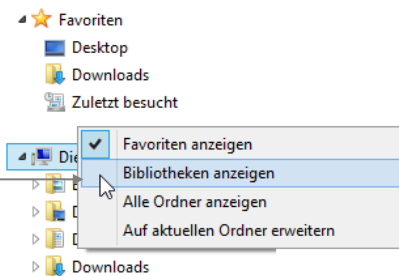 Favoriten
Desktop
Downloads
Zuletzt besucht
Favoriten anzeigen
Bibliotheken anzeigen
Alle Ordner anzeigen
Auf aktuellen Ordner erweitern
Downloads